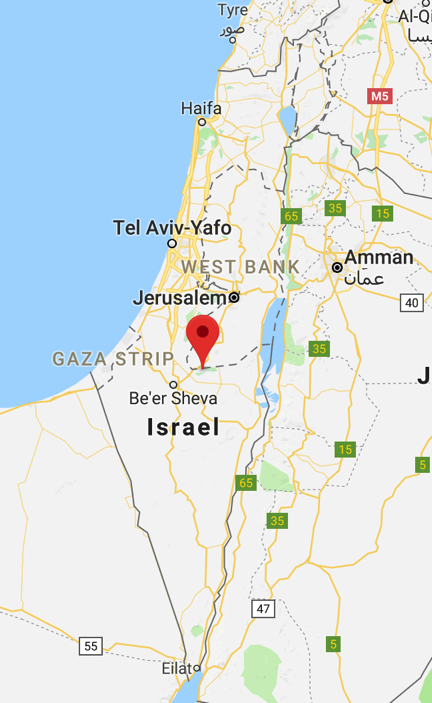 Tyre
صور
Al-Q
يسا
M5
Haifa
65
35
15
Tel Aviv-Yafo
WEST BANK
Amman
عمان
Jerusalem
40
35
GAZA STRIP
J
Be'er Sheva
Israel
15
5
65
35
47
55
5
Eilat